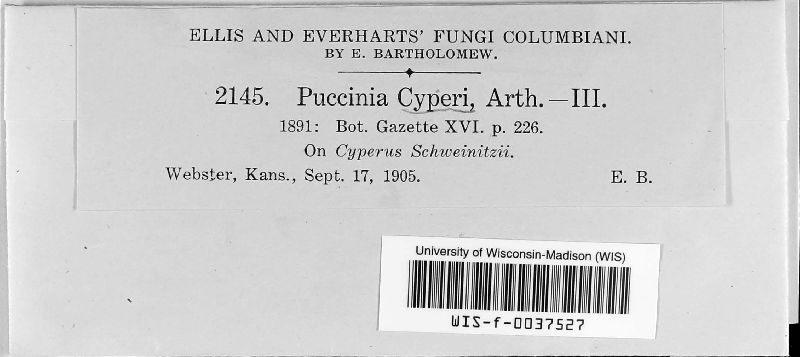 ELLIS AND EVERHARTS' FUNGI COLUMBIANI.
BY E. BARTHOLOMEW.
2145. Puccinia Cyperi, Arth.—III.
1891: Bot. Gazette XVI. p. 226.
On Cyperus Schweinitzii.
Webster, Kans., Sept. 17, 1905. E. B.
University of Wisconsin-Madison (WIS)
WIS-f-0037527